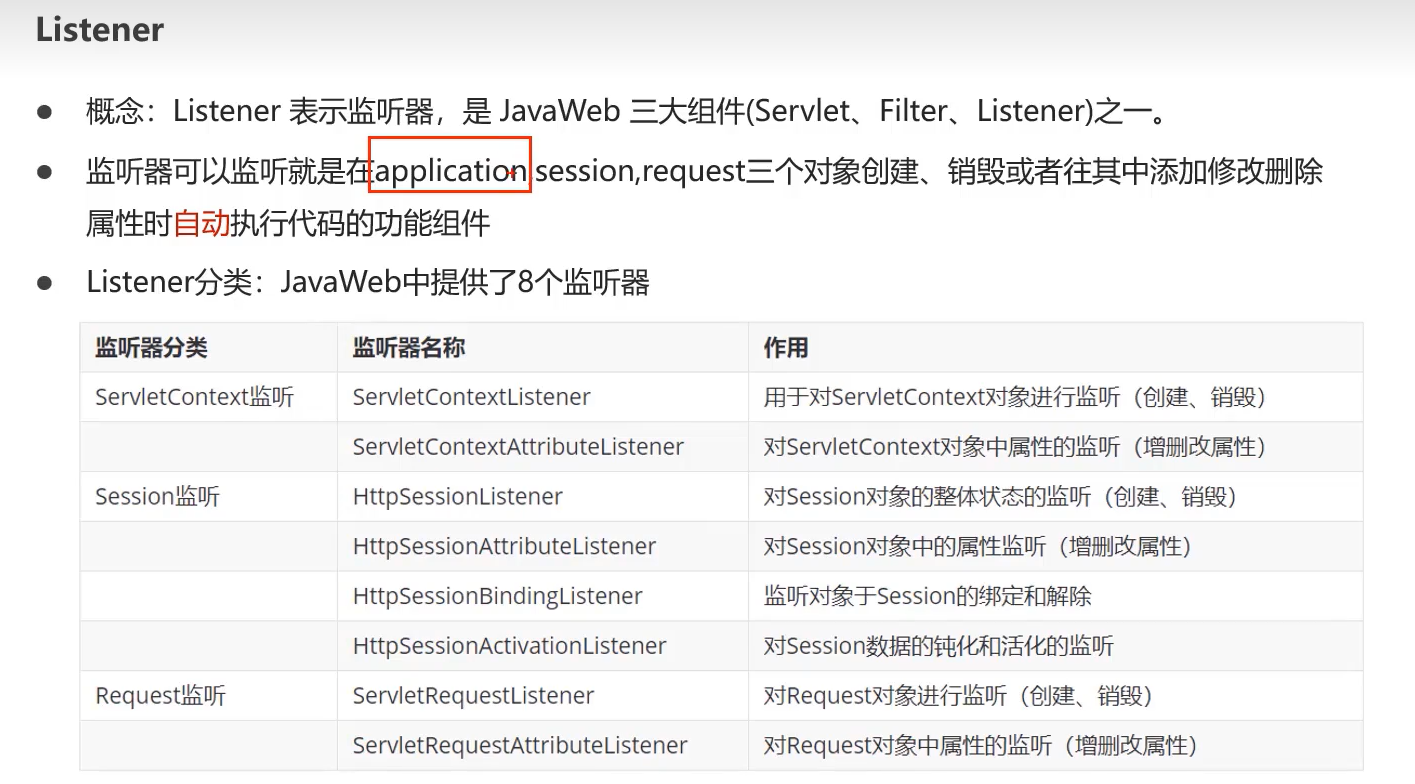 Listener
概念：Listener 表示监听器，是 JavaWeb 三大组件(Servlet、Filter、Listener)之一。
监听器可以监听就是在application,session,request三个对象创建、销毁或者往其中添加修改删除
属性时自动执行代码的功能组件
Listener分类：JavaWeb中提供了8个监听器
监听器分类 监听器名称 作用
ServletContext监听 ServletContextListener 用于对ServletContext对象进行监听（创建、销毁）
ServletContextAttributeListener 对ServletContext对象中属性的监听（增删改属性）
Session监听 HttpSessionListener 对Session对象的整体状态的监听（创建、销毁）
HttpSessionAttributeListener 对Session对象中的属性监听（增删改属性）
HttpSessionBindingListener 监听对象于Session的绑定和解除
HttpSessionActivationListener 对Session数据的钝化和活化的监听
Request监听 ServletRequestListener 对Request对象进行监听（创建、销毁）
ServletRequestAttributeListener 对Request对象中属性的监听（增删改属性）